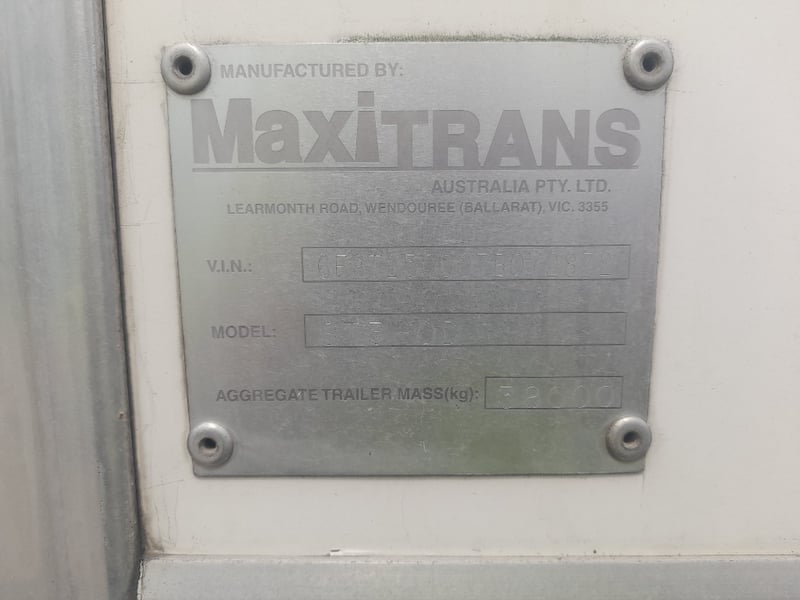 MANUFACTURED BY:
MaxiTRANS
AUSTRALIA PTY. LTD.
LEARMONTH ROAD, WENDOUREE (BALLARAT), VIC. 3355
V.I.N.:
MODEL:
AGGREGATE TRAILER MASS(kg):